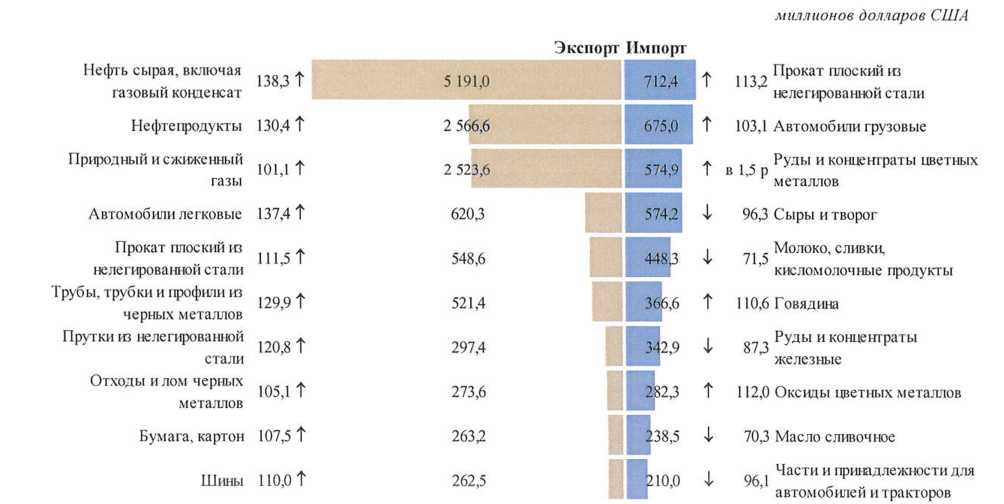 миллионов долларов США
Экспорт Импорт
Нефть сырая, включая
газовый конденсат
138,3 ↑ 5 191,0 712,4 ↑ 113,2
Прокат плоский из
нелегированной стали
Нефтепродукты 130,4 ↑ 2 566,6 675,0 ↑ 103,1 Автомобили грузовые
Природный и сжиженный
газы
101,1 ↑ 2 523,6 574,9 ↑ в 1,5 р
Руды и концентраты цветных
металлов
Автомобили легковые 137,4 ↑ 620,3 574,2 ↓ 96,3 Сыры и творог
Прокат плоский из
нелегированной стали
111,5 ↑ 548,6 448,3 ↓ 71,5
Молоко, сливки,
кисломолочные продукты
Трубы, трубки и профили из
черных металлов
129,9 ↑ 521,4 366,6 ↑ 110,6 Говядина
Прутки из нелегированной
стали
120,8 ↑ 297,4 342,9 ↓ 87,3
Руды и концентраты
железные
Отходы и лом черных
металлов
105,1 ↑ 273,6 282,3 ↑ 112,0 Оксиды цветных металлов
Бумага, картон 107,5 ↑ 263,2 238,5 ↓ 70,3 Масло сливочное
Шины 110,0 ↑ 262,5 210,0 ↓ 96,1
Части и принадлежности для
автомобилей и тракторов